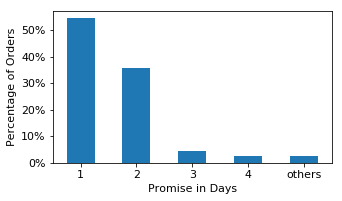 50%
40%
30%
20%
10%
0%
Percentage of Orders
1 2 3 4 others
Promise in Days